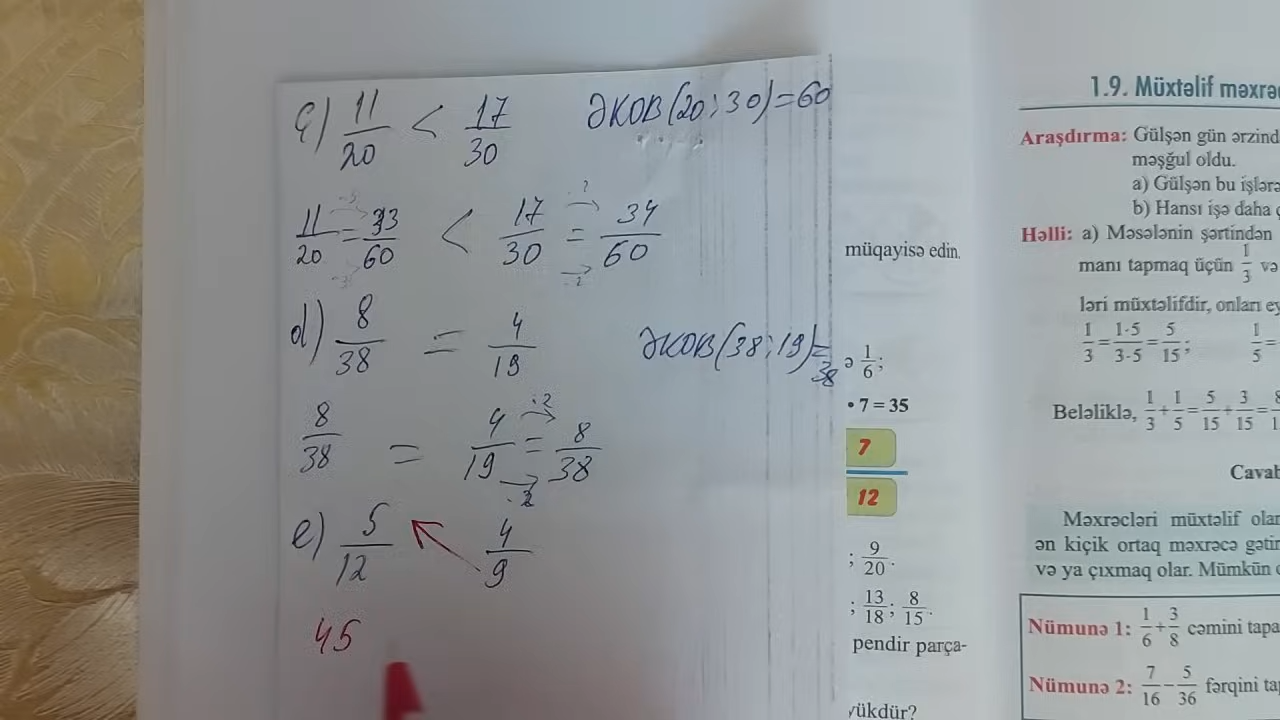 ç) 11/20 < 17/30 ƏKOB(20;30)=60
11/20 = 33/60 < 17/30 = 34/60
d) 8/38 = 4/19 ƏKOB(38;19)=38
8/38 = 4/19 = 8/38
e) 5/12 4/9
45
müqayisə edin.
ə 1/6;
• 7 = 35
7
12
; 9/20.
; 13/18; 8/15.
pendir parça-
yükdür?
1.9. Müxtəlif məxrə
Araşdırma: Gülşən gün ərzind
məşğul oldu.
a) Gülşən bu işlərə
b) Hansı işə daha
Həlli: a) Məsələnin şərtindən
manı tapmaq üçün 1/3 və
ləri müxtəlifdir, onları ey
1/3 = 1·5/3·5 = 5/15; 1/5 =
Beləliklə, 1/3 + 1/5 = 5/15 + 3/15 = 8/1
Cavab
Məxrəcləri müxtəlif olar
ən kiçik ortaq məxrəcə gətir
və ya çıxmaq olar. Mümkün
Nümunə 1: 1/6 + 3/8 cəmini tapa
Nümunə 2: 7/16 − 5/36 fərqini ta